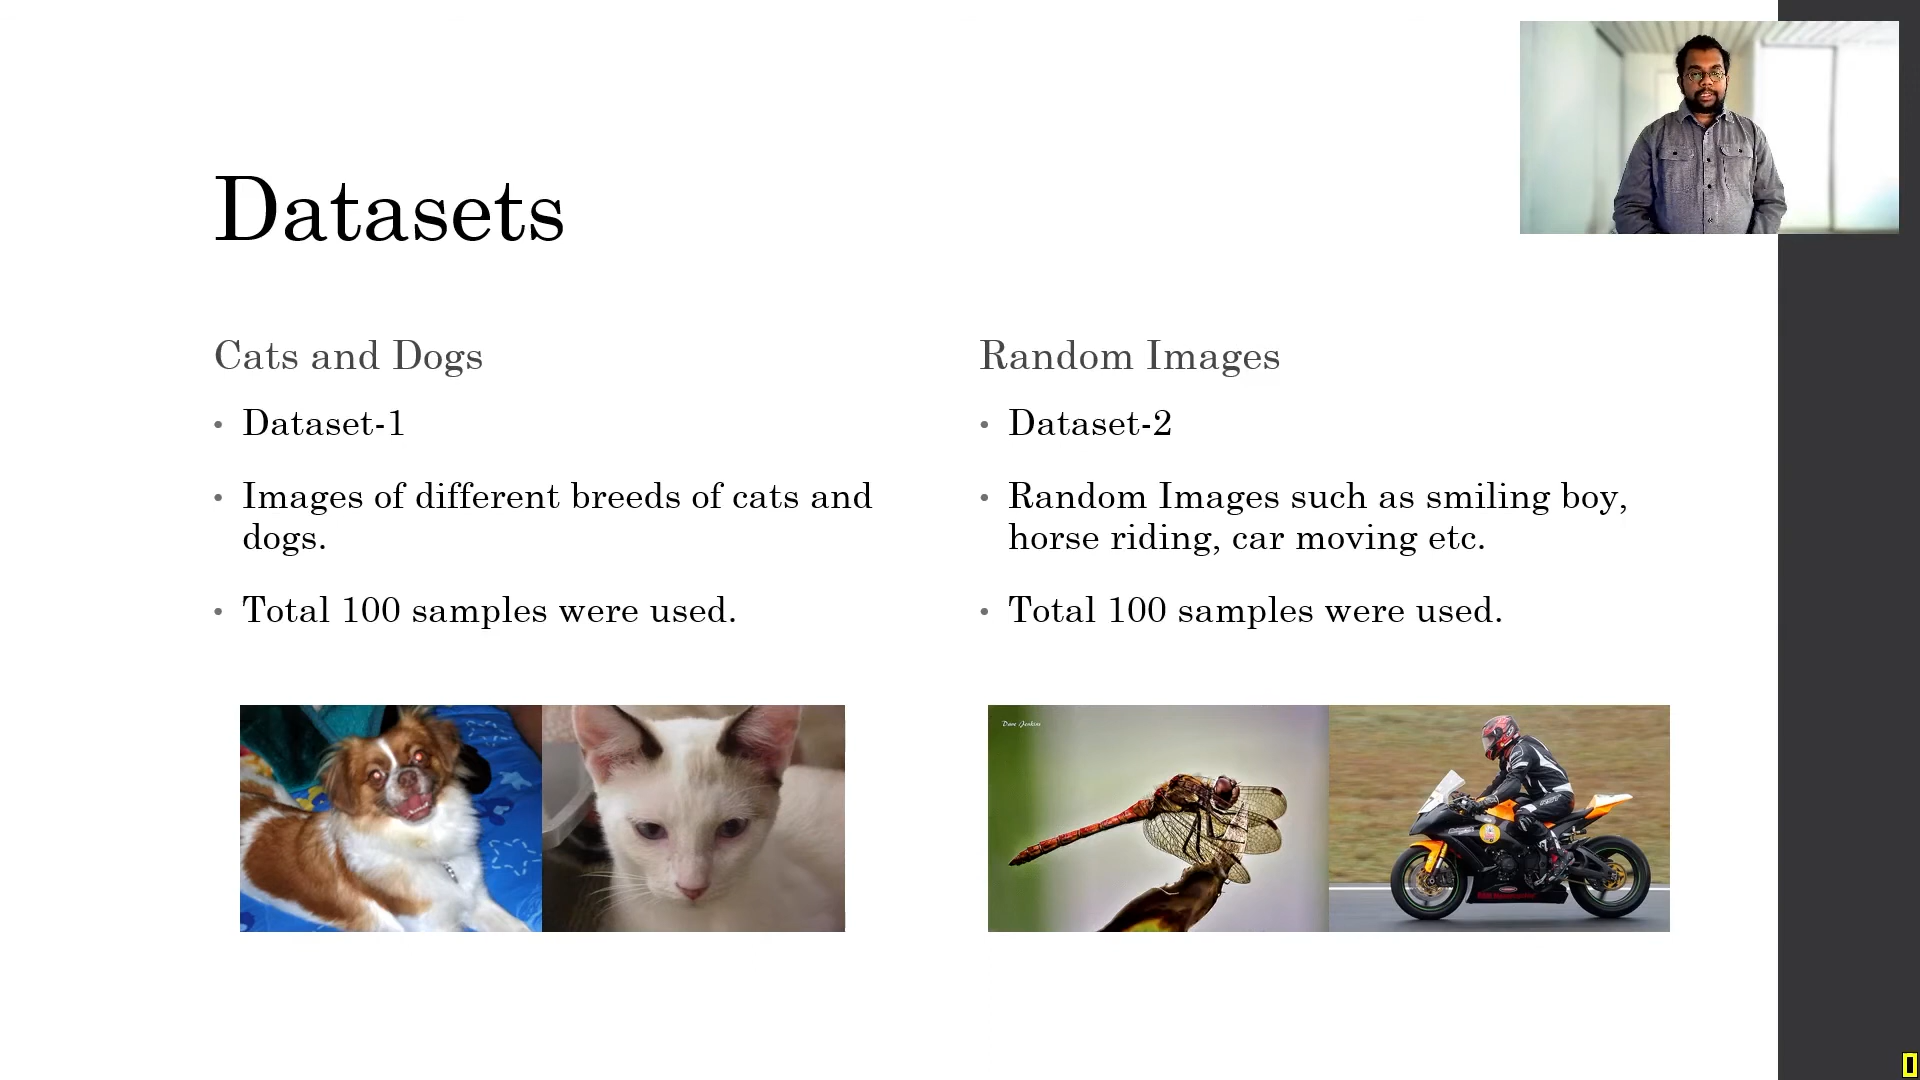 Datasets
Cats and Dogs
• Dataset-1
• Images of different breeds of cats and
dogs.
• Total 100 samples were used.
Random Images
• Dataset-2
• Random Images such as smiling boy,
horse riding, car moving etc.
• Total 100 samples were used.
Dave Jenkins